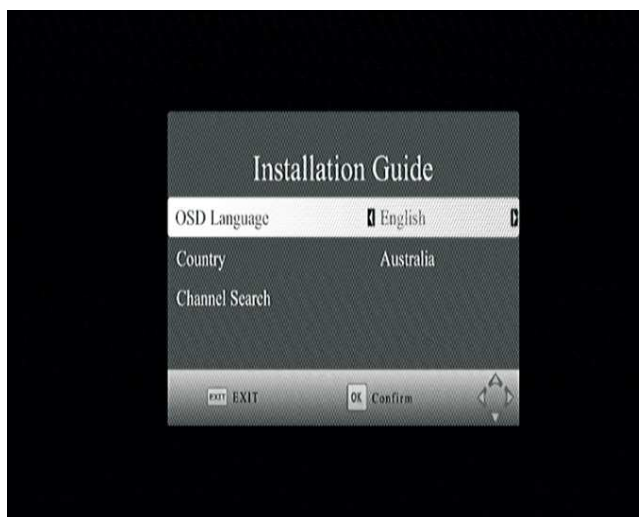 Installation Guide
OSD Language English
Country Australia
Channel Search
EXIT EXIT OK Confirm